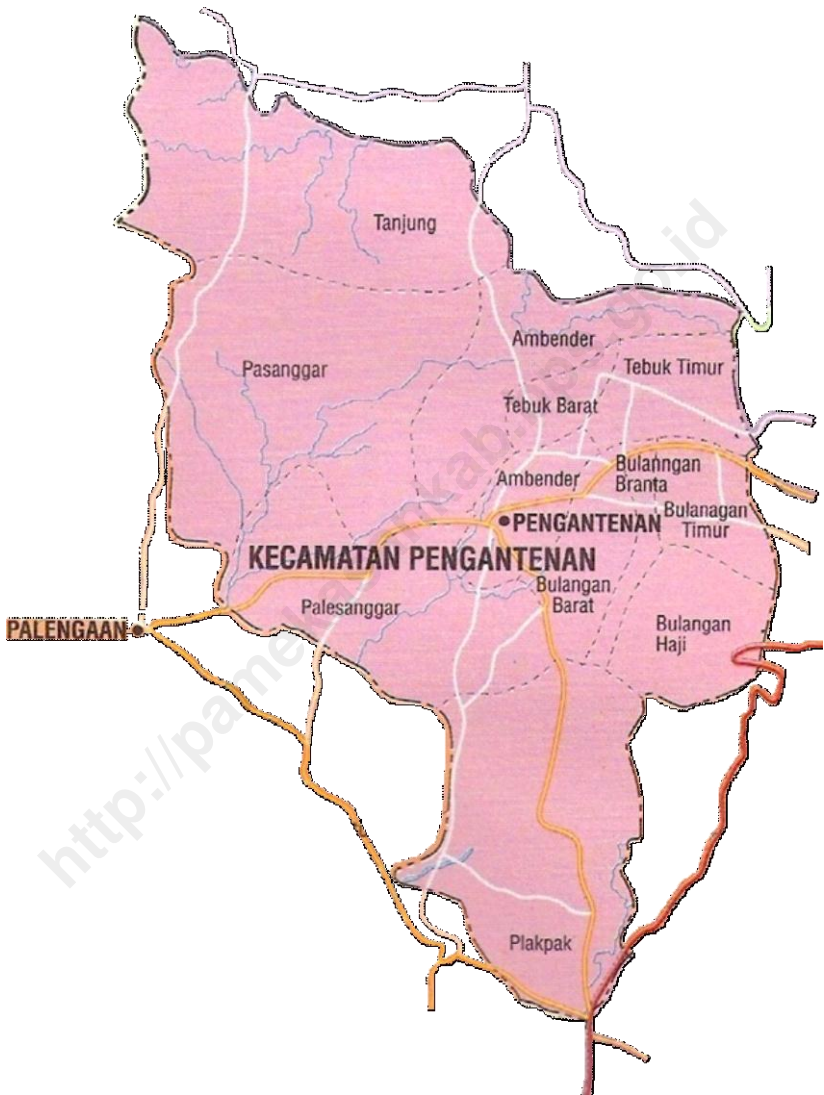 Tanjung
Ambender
Pasanggar
Tebuk Timur
Tebuk Barat
Bulanngan
Branta
Ambender
Bulanagan
Timur
PENGANTENAN
KECAMATAN PENGANTENAN
Bulangan
Barat
Palesanggar
Bulangan
Haji
PALENGAAN
Plakpak